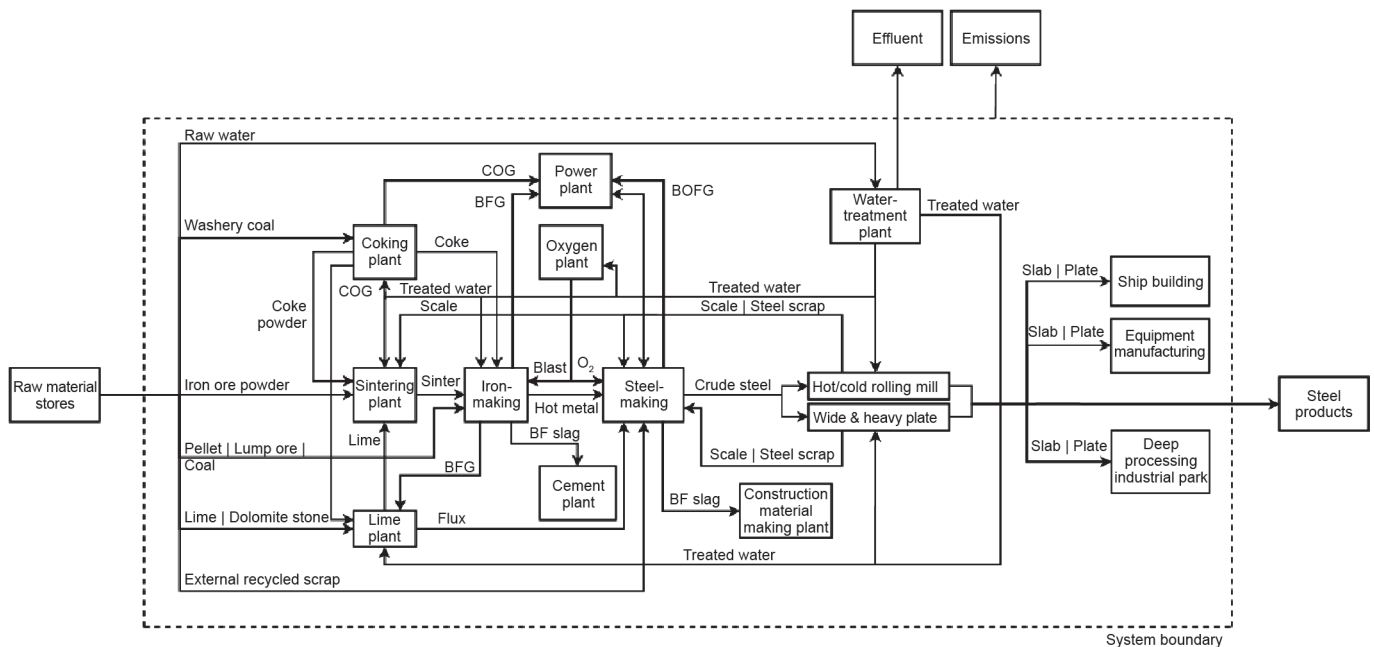 Effluent
Emissions
Raw water
COG
Power
plant
BOFG
BFG
Water-
treatment
plant
Treated water
Washery coal
Coking
plant
Coke
Oxygen
plant
Slab | Plate
Ship building
COG
Treated water
Treated water
Coke
powder
Scale
Scale | Steel scrap
Slab | Plate
Equipment
manufacturing
Raw material
stores
Iron ore powder
Sintering
plant
Sinter
Iron-
making
Blast
O2
Hot metal
Steel-
making
Crude steel
Hot/cold rolling mill
Wide & heavy plate
Steel
products
Pellet | Lump ore |
Coal
Lime
BFG
BF slag
Cement
plant
Scale | Steel scrap
Slab | Plate
Deep
processing
industrial park
Lime | Dolomite stone
Lime
plant
Flux
BF slag
Construction
material
making plant
Treated water
External recycled scrap
System boundary